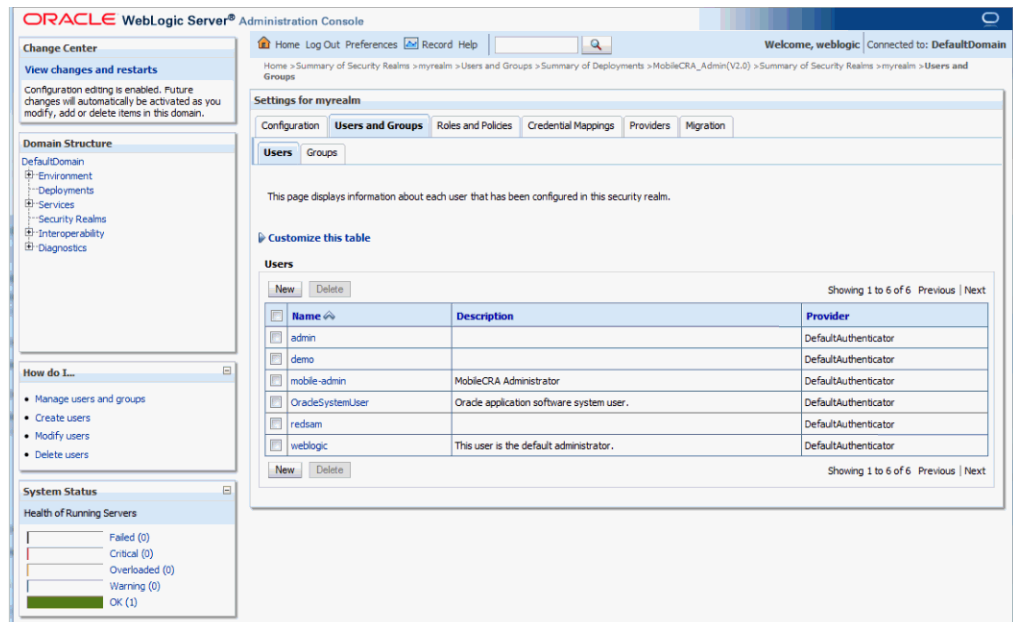 ORACLE WebLogic Server® Administration Console
Change Center
View changes and restarts
Configuration editing is enabled. Future
changes will automatically be activated as you
modify, add or delete items in this domain.
Domain Structure
DefaultDomain
Environment
Deployments
Services
Security Realms
Interoperability
Diagnostics
How do I...
Manage users and groups
Create users
Modify users
Delete users
System Status
Health of Running Servers
Failed (0)
Critical (0)
Overloaded (0)
Warning (0)
OK (1)
Home Log Out Preferences Record Help
Welcome, weblogic Connected to: DefaultDomain
Home >Summary of Security Realms >myrealm >Users and Groups >Summary of Deployments >MobileCRA_Admin(V2.0) >Summary of Security Realms >myrealm >Users and
Groups
Settings for myrealm
Configuration Users and Groups Roles and Policies Credential Mappings Providers Migration
Users Groups
This page displays information about each user that has been configured in this security realm.
Customize this table
Users
New Delete Showing 1 to 6 of 6 Previous | Next
Name Description Provider
admin DefaultAuthenticator
demo DefaultAuthenticator
mobile-admin MobileCRA Administrator DefaultAuthenticator
OracleSystemUser Oracle application software system user. DefaultAuthenticator
redsam DefaultAuthenticator
weblogic This user is the default administrator. DefaultAuthenticator
New Delete Showing 1 to 6 of 6 Previous | Next